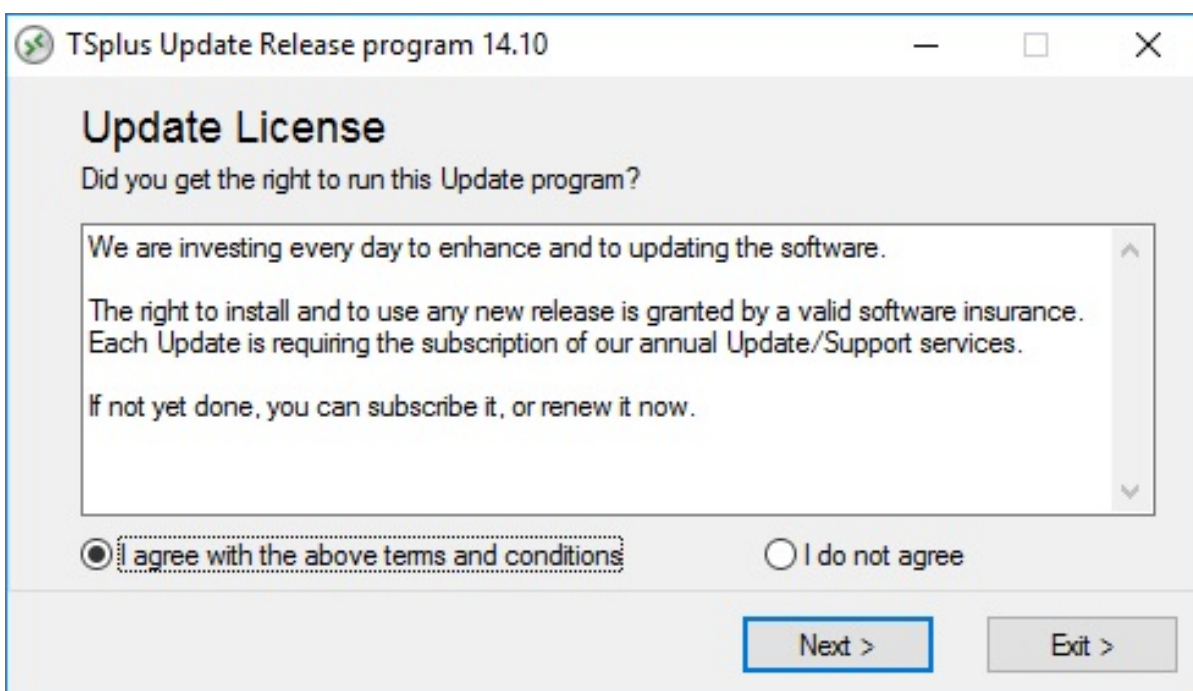 TSplus Update Release program 14.10
Update License
Did you get the right to run this Update program?
We are investing every day to enhance and to updating the software.
The right to install and to use any new release is granted by a valid software insurance.
Each Update is requiring the subscription of our annual Update/Support services.
If not yet done, you can subscribe it, or renew it now.
I agree with the above terms and conditions
I do not agree
Next >
Exit >